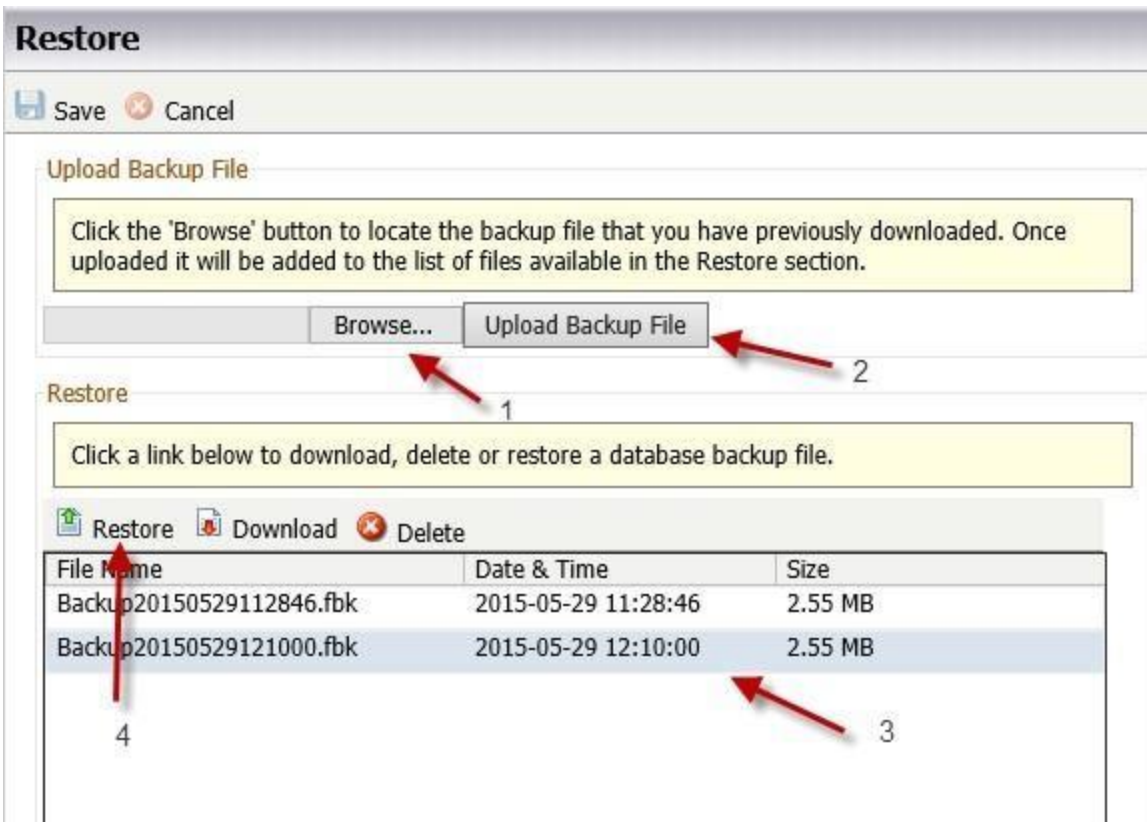 Restore
Save Cancel
Upload Backup File
Click the 'Browse' button to locate the backup file that you have previously downloaded. Once
uploaded it will be added to the list of files available in the Restore section.
Browse... Upload Backup File
2
Restore
1
Click a link below to download, delete or restore a database backup file.
Restore Download Delete
File Name Date & Time Size
Backup20150529112846.fbk 2015-05-29 11:28:46 2.55 MB
Backup20150529121000.fbk 2015-05-29 12:10:00 2.55 MB
4 3